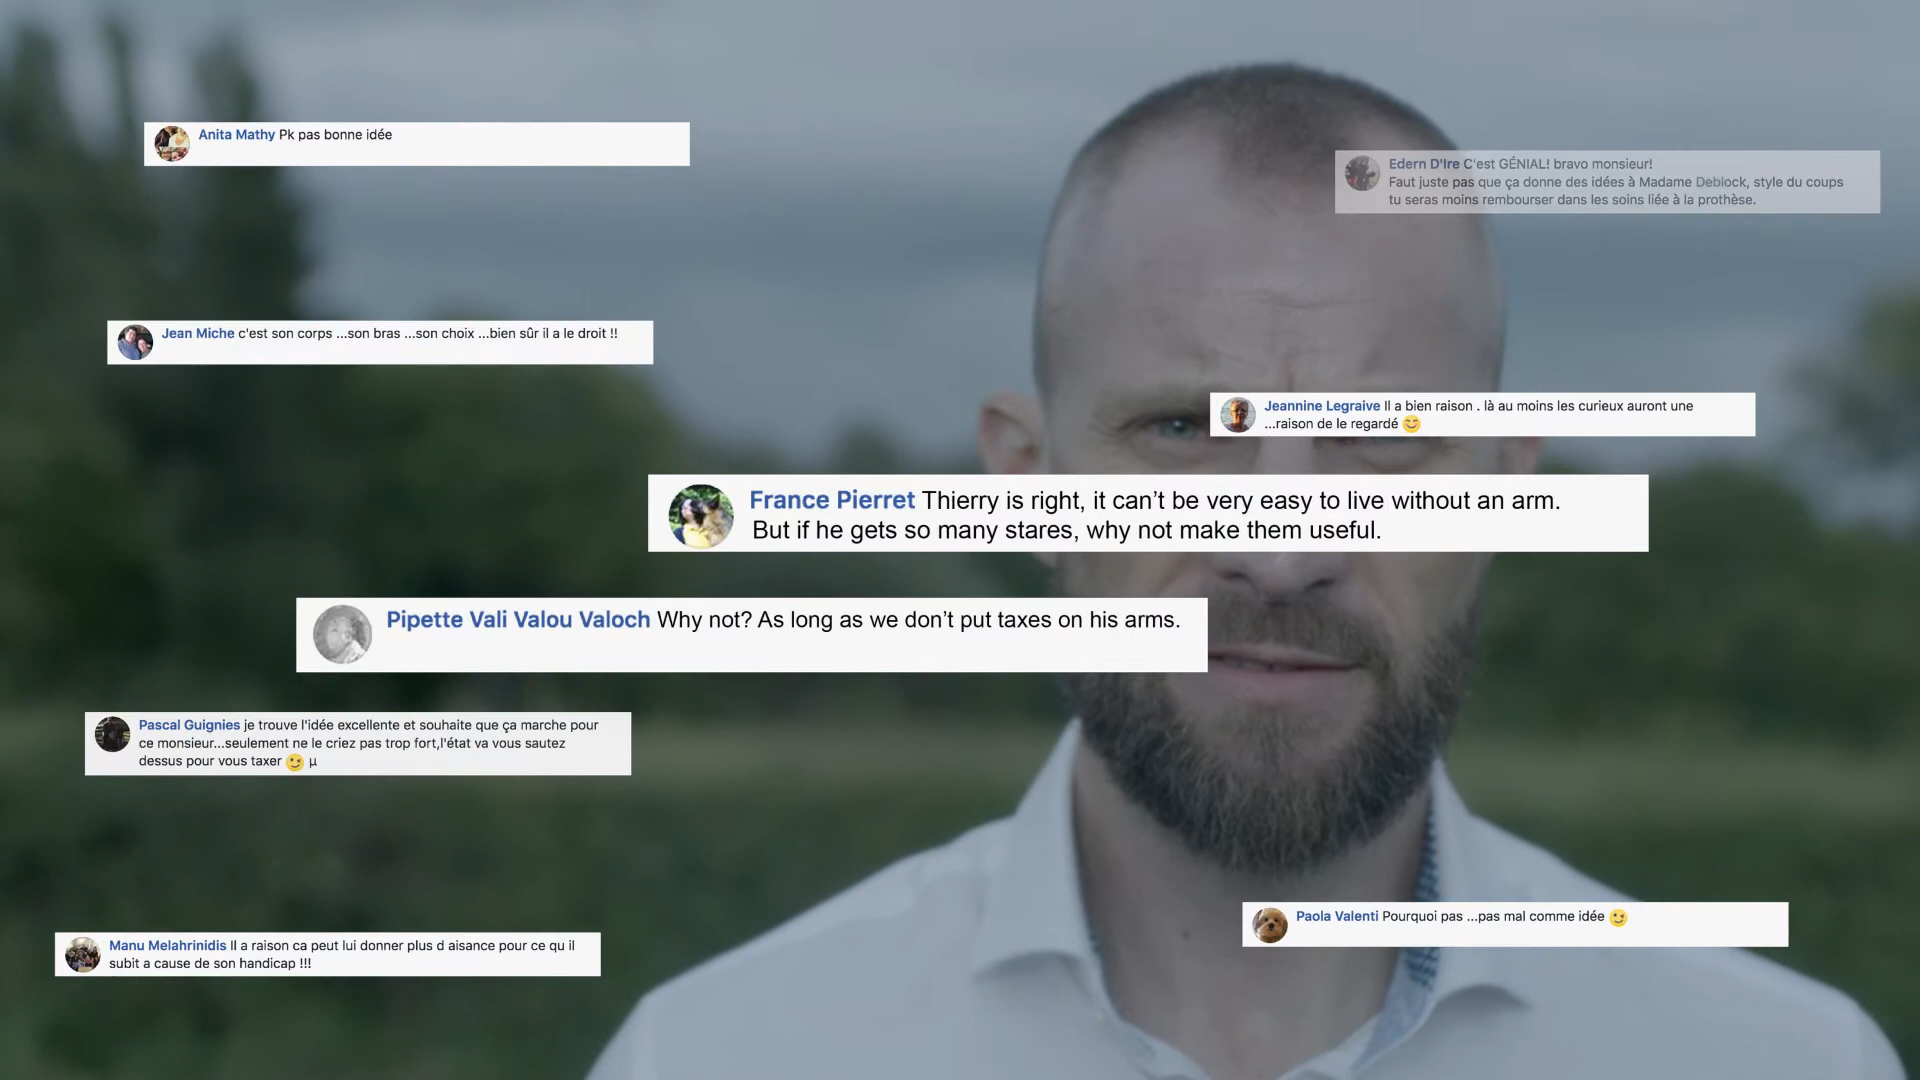 Anita Mathy Pk pas bonne idée
Edern D'Ire C'est GÉNIAL! bravo monsieur!
Faut juste pas que ça donne des idées à Madame Deblock, style du coups
tu seras moins rembourser dans les soins liée à la prothèse.
Jean Miche c'est son corps ...son bras ...son choix ...bien sûr il a le droit !!
Jeannine Legraive Il a bien raison . là au moins les curieux auront une
...raison de le regardé 😊
France Pierret Thierry is right, it can’t be very easy to live without an arm.
But if he gets so many stares, why not make them useful.
Pipette Vali Valou Valoch Why not? As long as we don’t put taxes on his arms.
Pascal Guignies je trouve l'idée excellente et souhaite que ça marche pour
ce monsieur...seulement ne le criez pas trop fort,l'état va vous sautez
dessus pour vous taxer 😉 µ
Paola Valenti Pourquoi pas ...pas mal comme idée 😉
Manu Melahrinidis Il a raison ca peut lui donner plus d aisance pour ce qu il
subit a cause de son handicap !!!